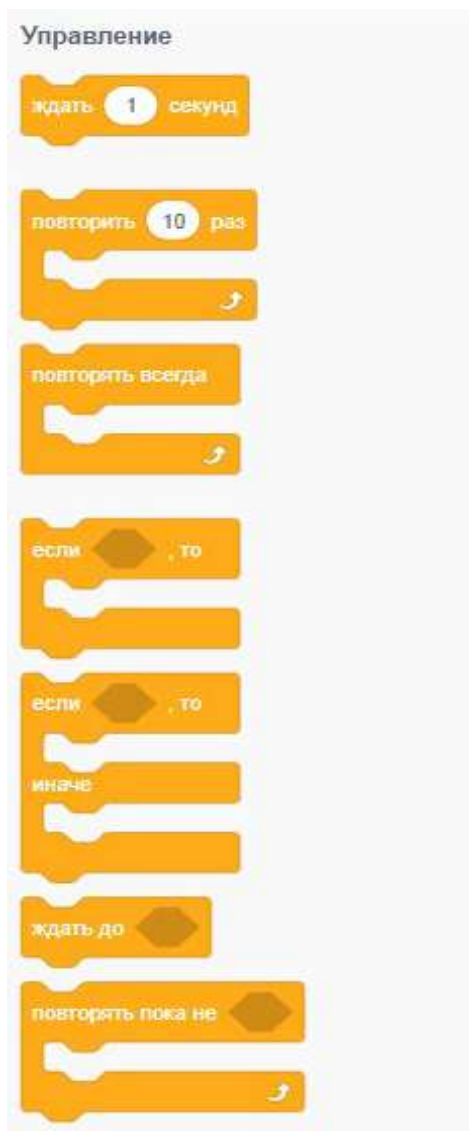 Управление
ждать 1 секунд
повторить 10 раз
повторять всегда
если , то
если , то
иначе
ждать до
повторять пока не